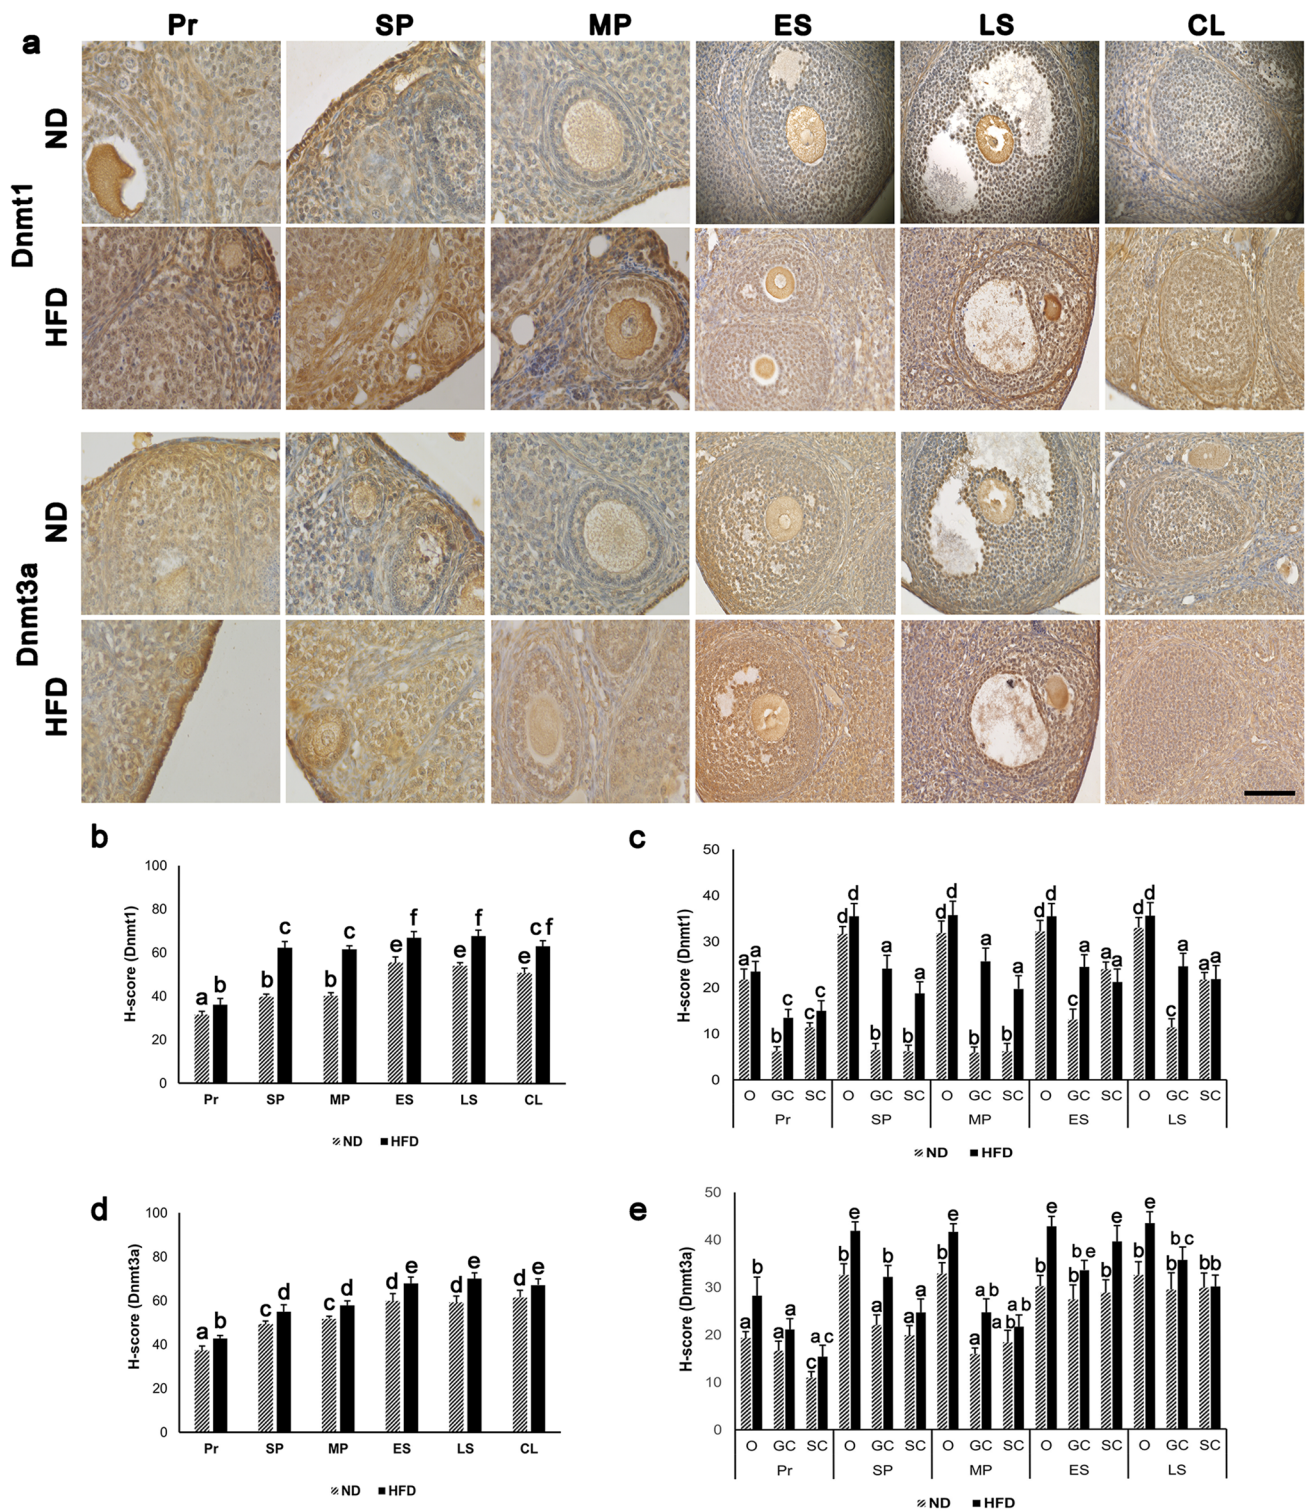 Pr SP MP ES LS CL
a
Dnmt1
ND
HFD
Dnmt3a
ND
HFD
b
H-score (Dnmt1)
100
80
60
40
20
0
a b b c b c e f e f e c f
Pr SP MP ES LS CL
ND HFD
c
H-score (Dnmt1)
50
40
30
20
10
0
a a b c c c d d b a b a d d b a b a d d c a a a d d c a a a
O GC SC O GC SC O GC SC O GC SC O GC SC
Pr SP MP ES LS
ND HFD
d
H-score (Dnmt3a)
100
80
60
40
20
0
a b c d c d d e d e d e
Pr SP MP ES LS CL
ND HFD
e
H-score (Dnmt3a)
50
40
30
20
10
0
a b a a c a c b e a b a a b e a a b a b a b b e b b e b e b e b b c b b
O GC SC O GC SC O GC SC O GC SC O GC SC
Pr SP MP ES LS
ND HFD